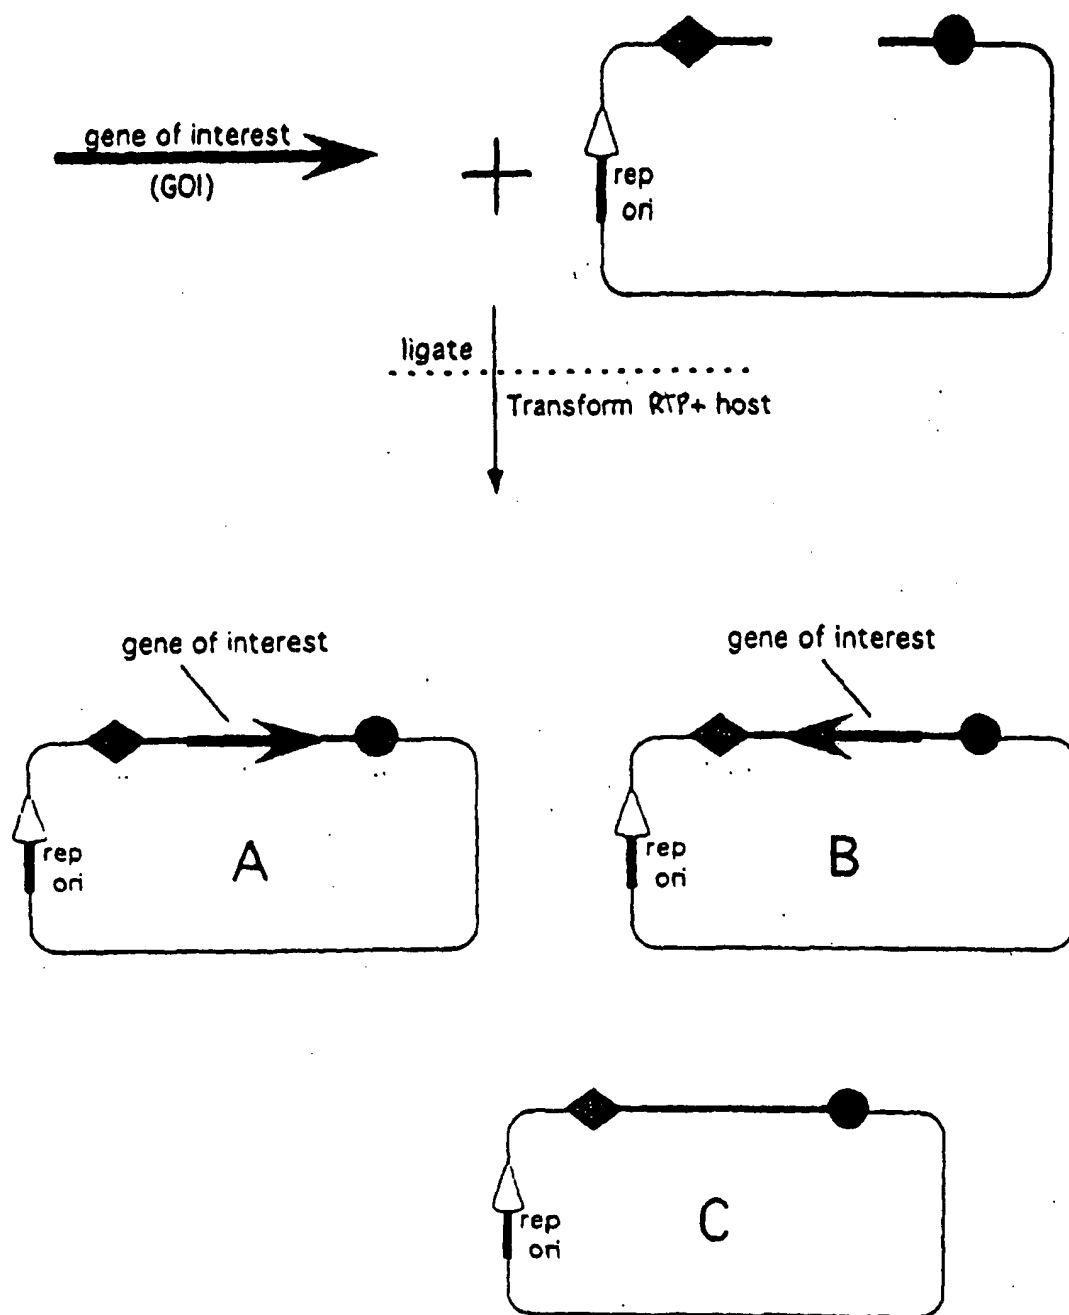 gene of interest
(GOI)
rep
ori
ligate
Transform RTP+ host
gene of interest
gene of interest
rep
ori
A
rep
ori
B
rep
ori
C